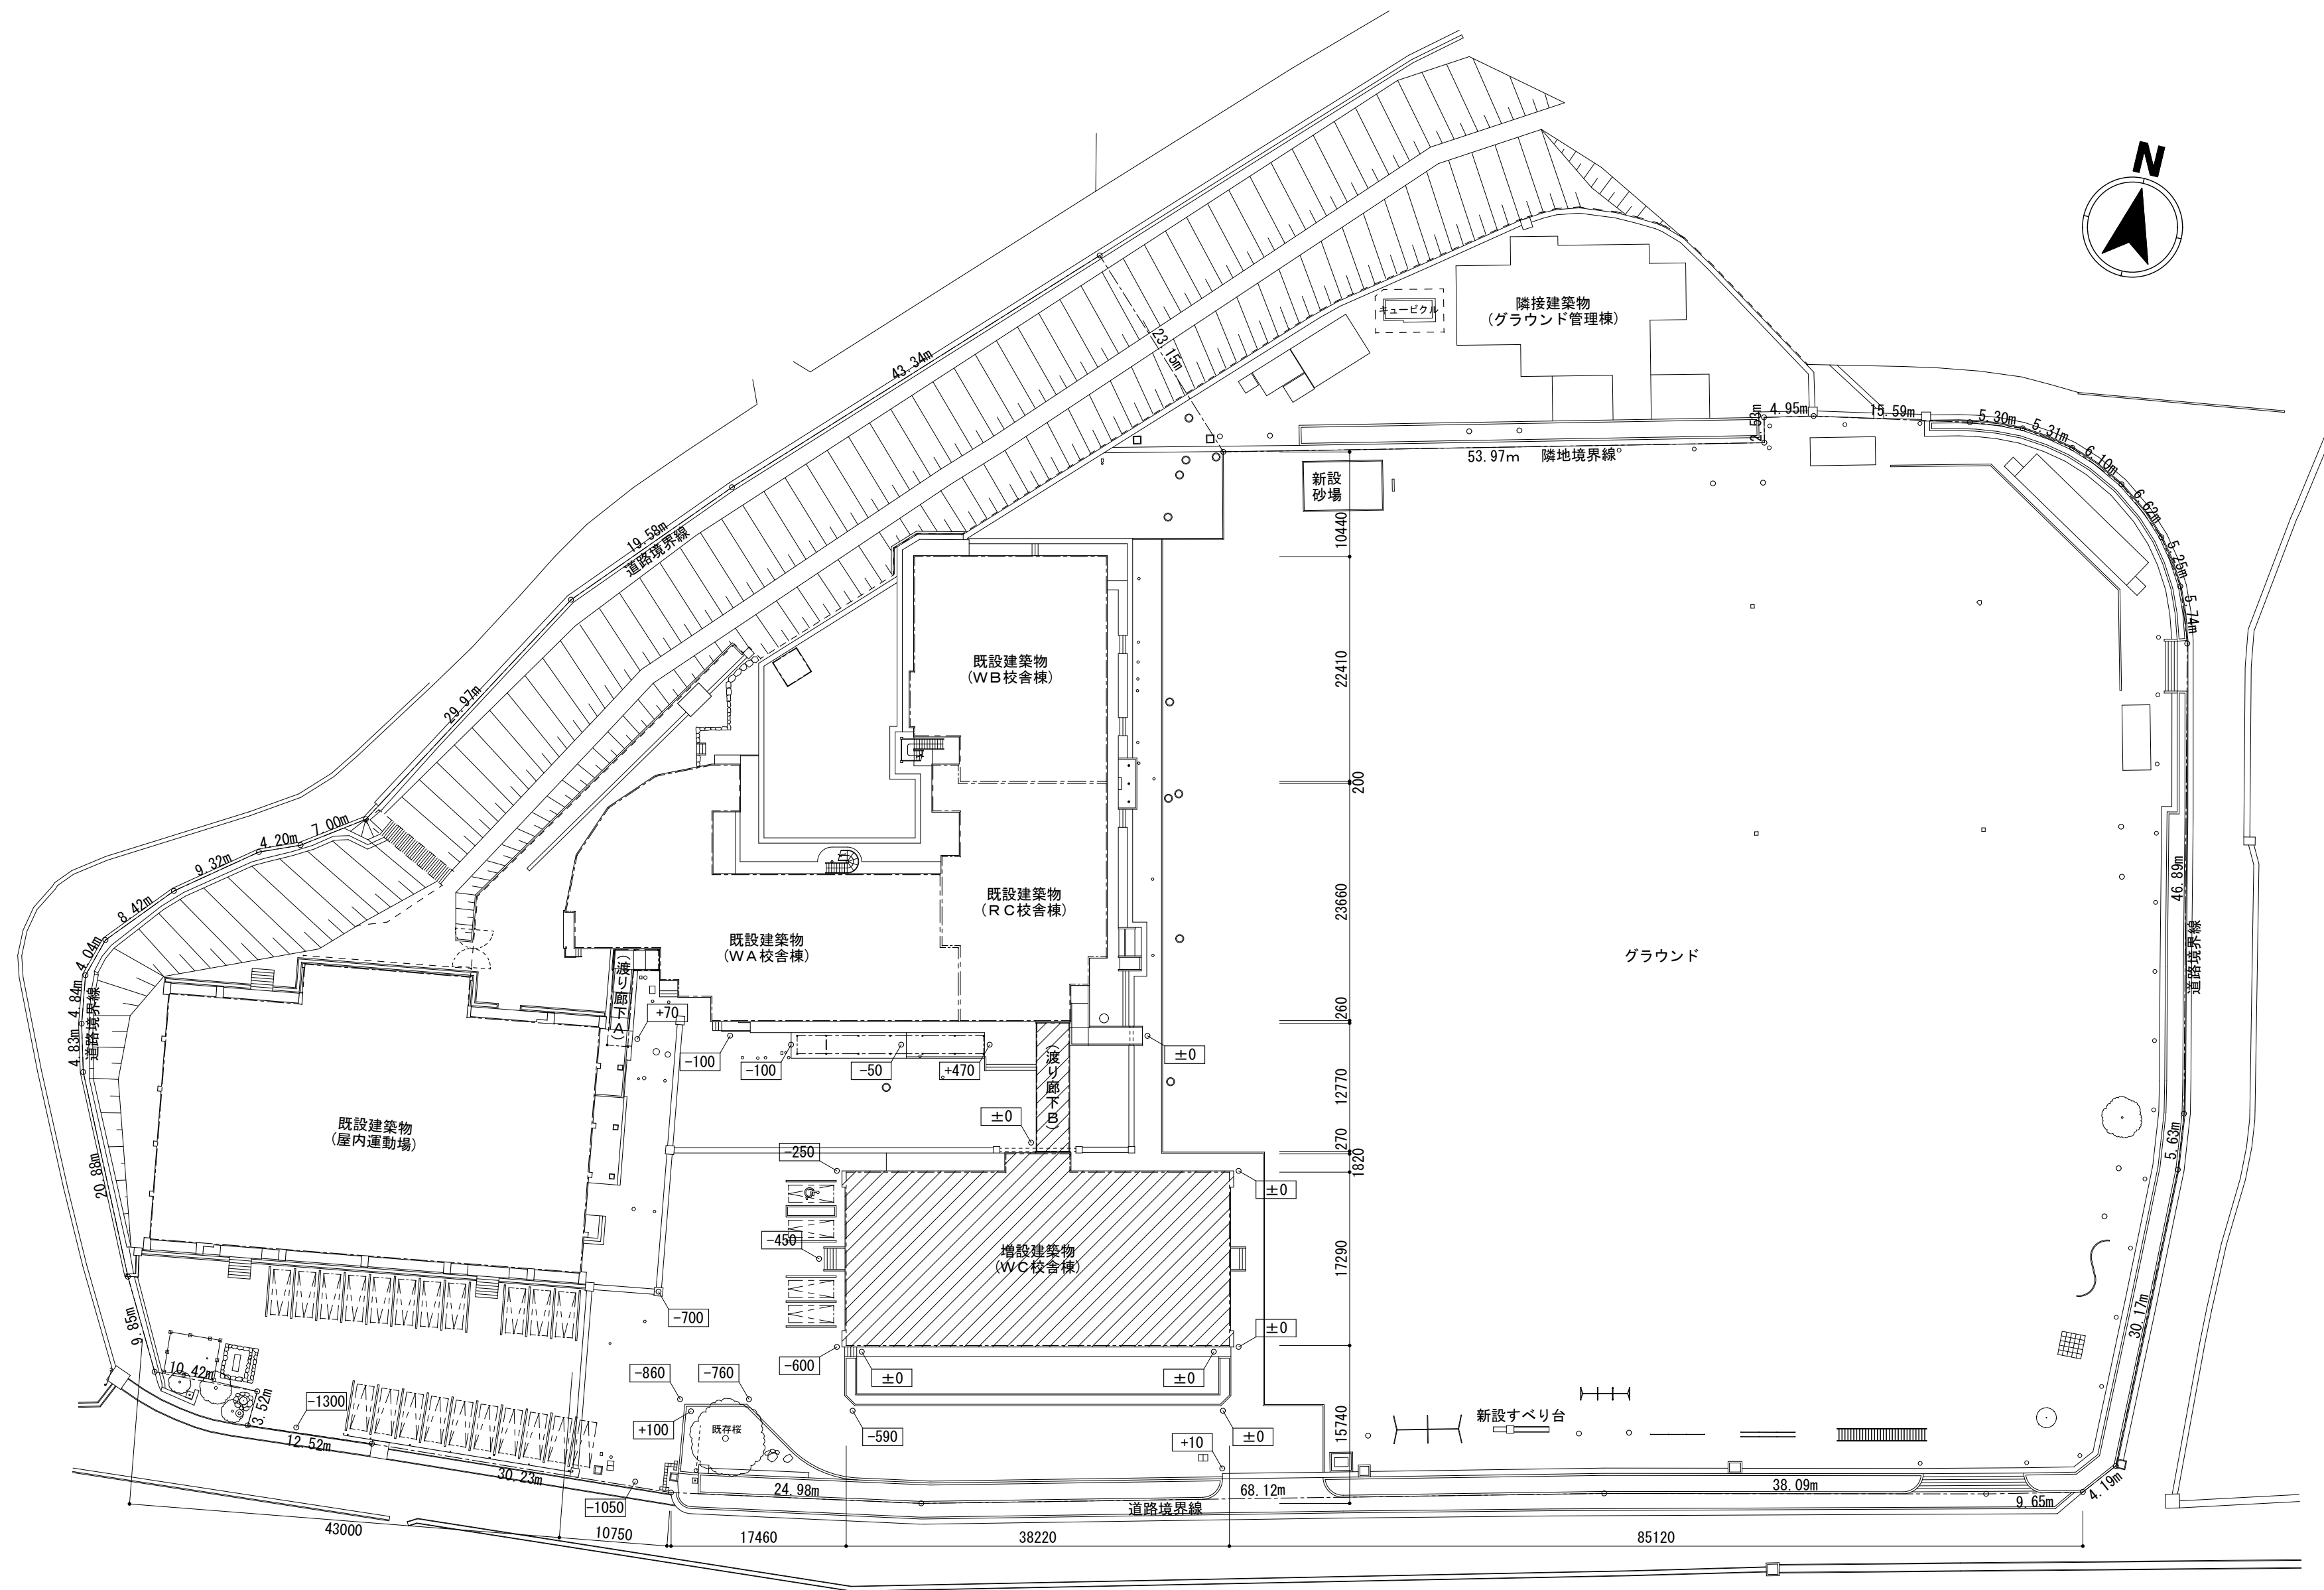 N
隣接建築物
(グラウンド管理棟)
キュービクル
23.15m
43.34m
19.58m
道路境界線
29.97m
7.00m
4.20m
9.32m
8.42m
4.04m
4.84m
4.83m
道路境界線
20.88m
9.85m
10.42m
3.52m
12.52m
30.23m
2.53m
4.95m
15.59m
5.30m
5.31m
6.10m
6.62m
5.25m
5.74m
46.89m
道路境界線
5.63m
30.17m
4.19m
53.97m 隣地境界線
新設
砂場
10440
22410
200
23660
260
12770
270
1820
17290
15740
既設建築物
(WB校舎棟)
既設建築物
(RC校舎棟)
既設建築物
(WA校舎棟)
グラウンド
(渡り廊下A)
(渡り廊下B)
+70
-100
-100
-50
+470
±0
±0
-250
±0
-450
既設建築物
(屋内運動場)
増設建築物
(WC校舎棟)
-700
±0
-600
±0
±0
-860
-760
-1300
+100
既存桜
-590
+10
±0
-1050
新設すべり台
24.98m
68.12m
38.09m
9.65m
道路境界線
43000
10750
17460
38220
85120